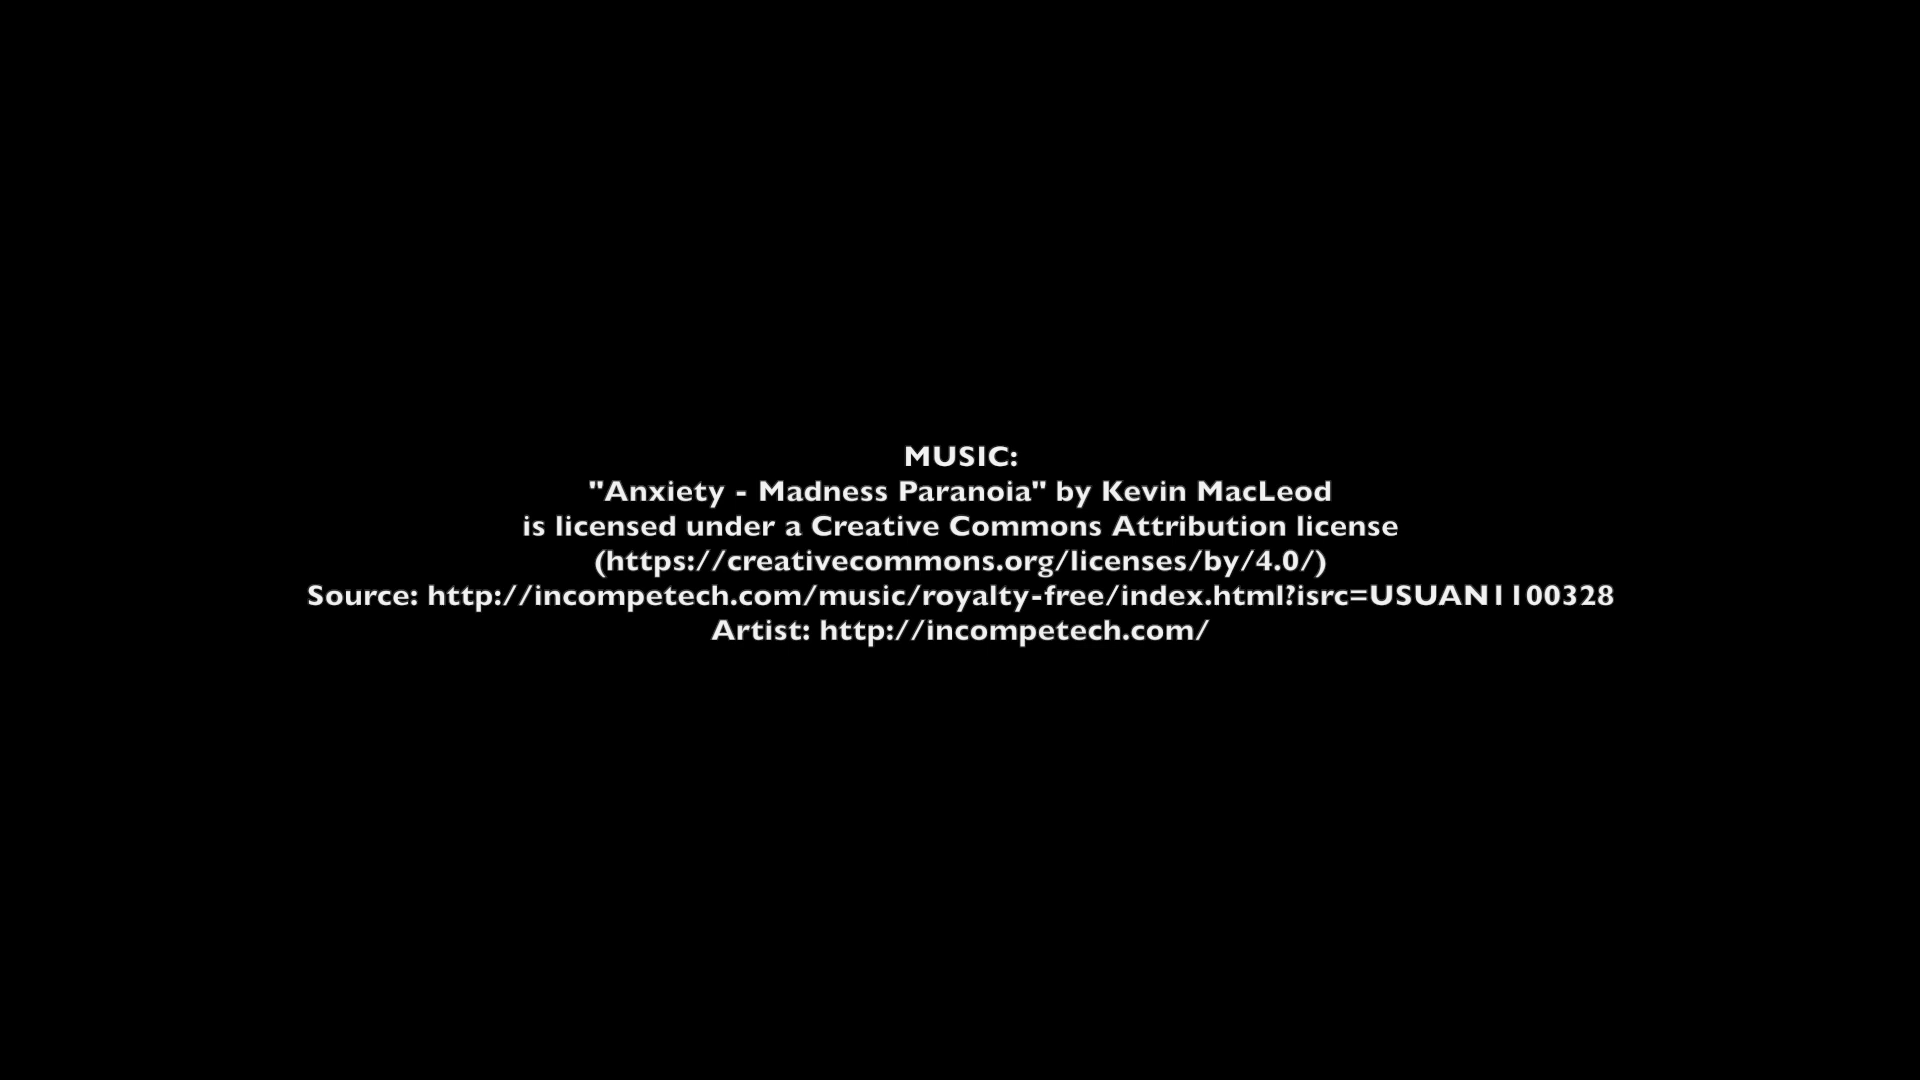 MUSIC:
"Anxiety - Madness Paranoia" by Kevin MacLeod
is licensed under a Creative Commons Attribution license
(https://creativecommons.org/licenses/by/4.0/)
Source: http://incompetech.com/music/royalty-free/index.html?isrc=USUAN1100328
Artist: http://incompetech.com/